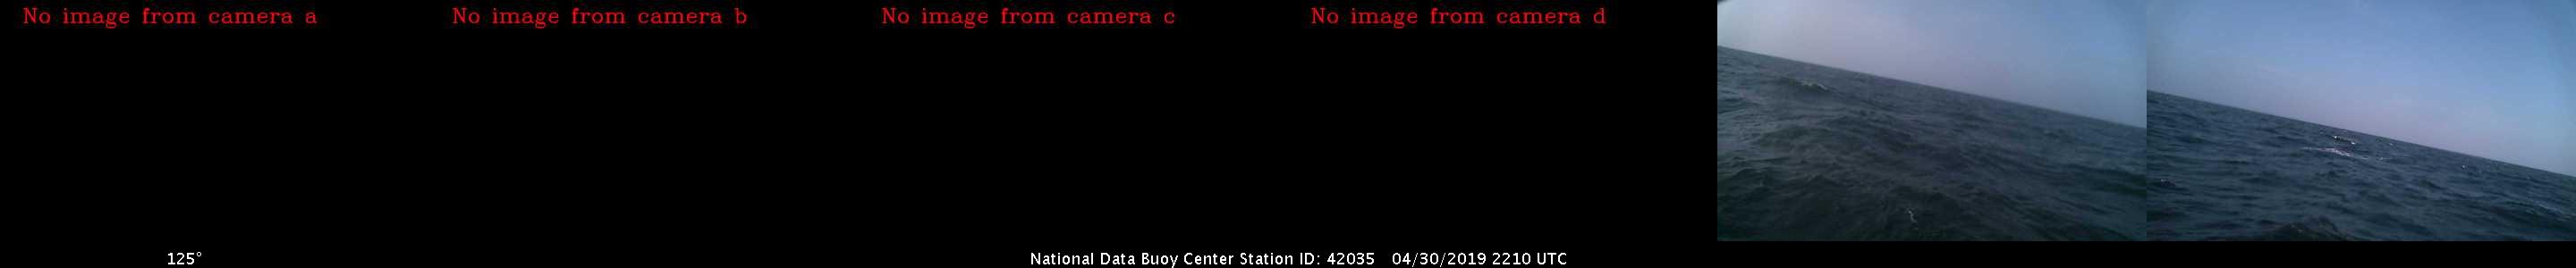 No image from camera a
No image from camera b
No image from camera c
No image from camera d
125°
National Data Buoy Center Station ID: 42035 04/30/2019 2210 UTC